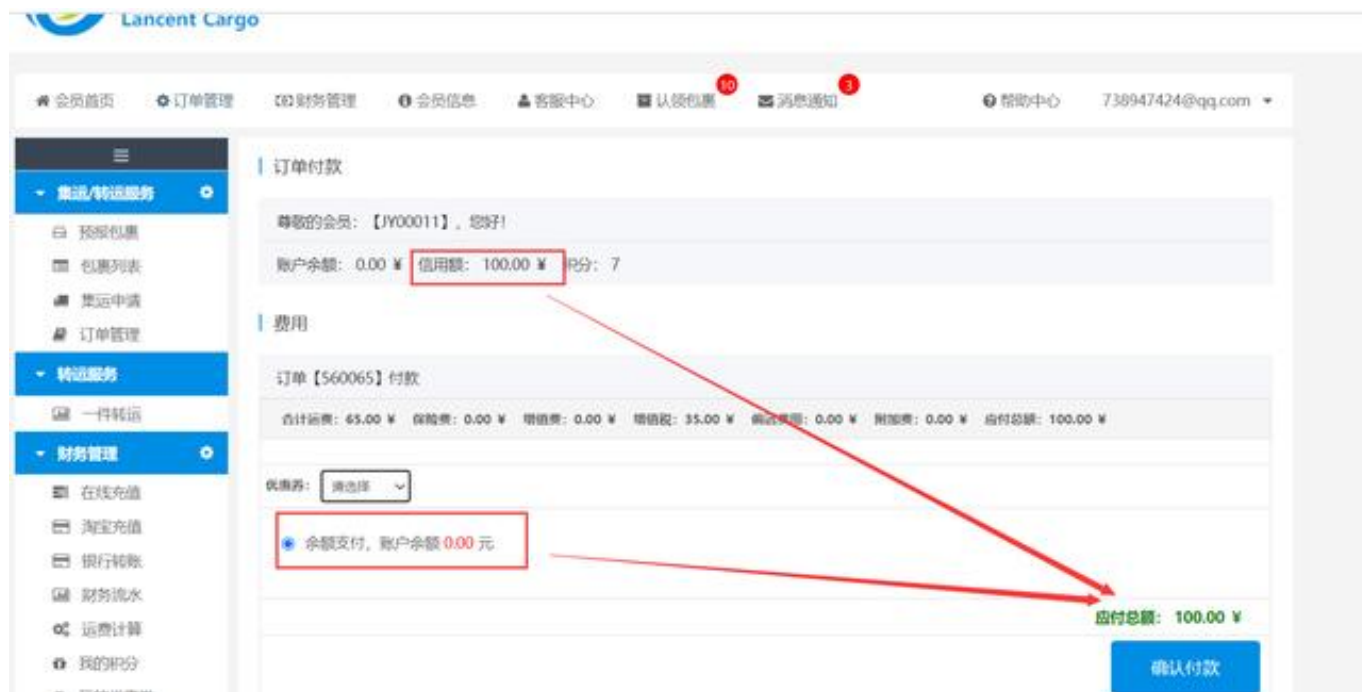 Lancent Cargo
会员首页 订单管理 财务管理 会员信息 客服中心 认领包裹 10 消息通知 3 帮助中心 738947424@qq.com
集运/转运服务
预报包裹
包裹列表
集运申请
订单管理
转运服务
一件转运
财务管理
在线充值
淘宝充值
银行转账
财务流水
运费计算
我的积分
订单付款
尊敬的会员：【JY00011】，您好！
账户余额： 0.00 ¥ 信用额： 100.00 ¥ 积分： 7
费用
订单【560065】付款
合计运费：65.00 ¥ 保险费：0.00 ¥ 增值费：0.00 ¥ 增值税：35.00 ¥ 偏远费用：0.00 ¥ 附加费：0.00 ¥ 应付总额：100.00 ¥
优惠券： 请选择
余额支付，账户余额 0.00 元
应付总额： 100.00 ¥
确认付款